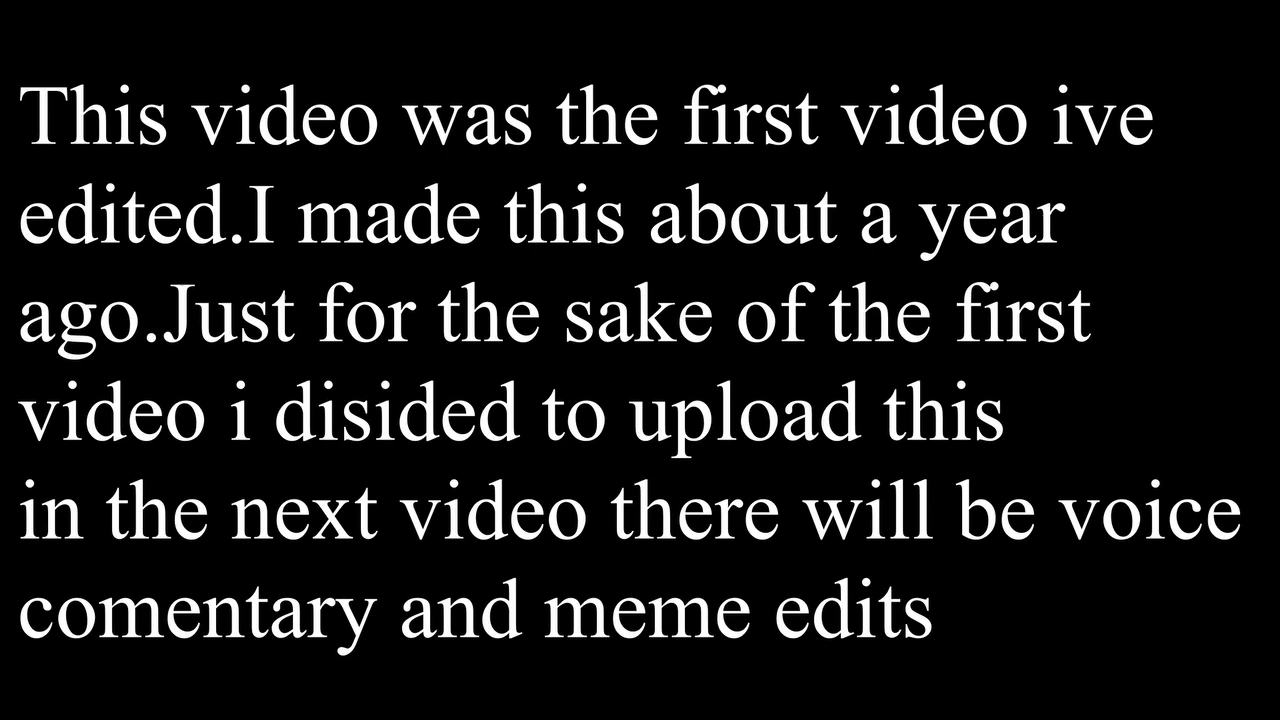 This video was the first video ive
edited.I made this about a year
ago.Just for the sake of the first
video i disided to upload this
in the next video there will be voice
comentary and meme edits